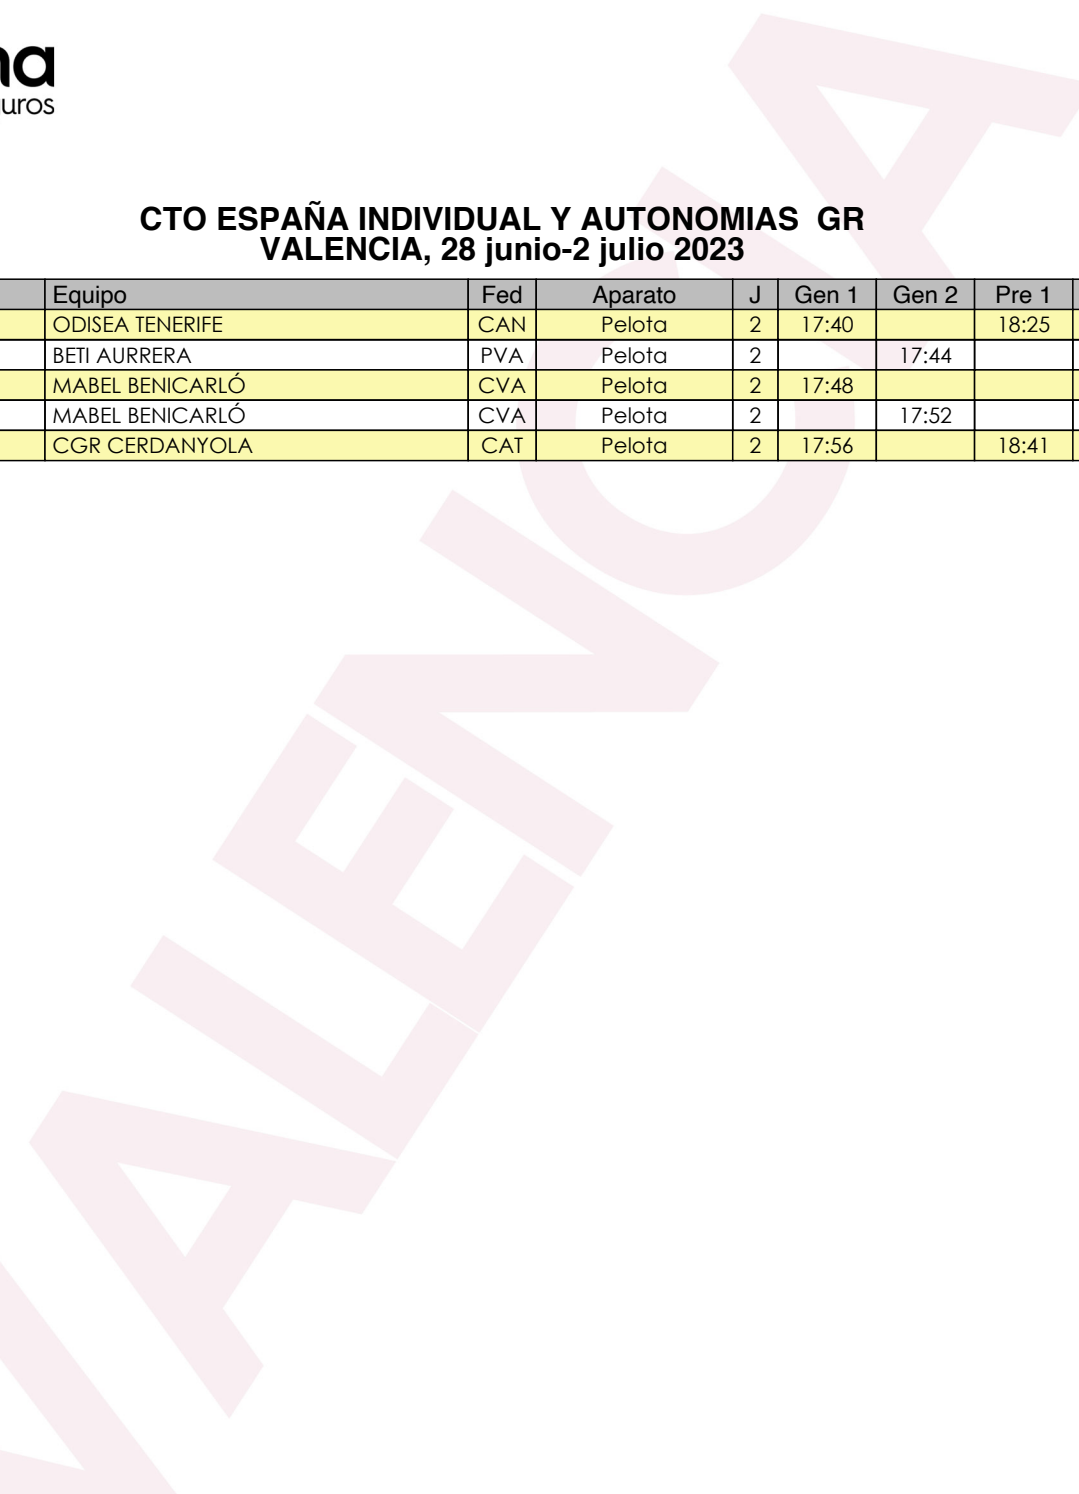 na
uros
CTO ESPAÑA INDIVIDUAL Y AUTONOMIAS GR
VALENCIA, 28 junio-2 julio 2023
Equipo Fed Aparato J Gen 1 Gen 2 Pre 1
ODISEA TENERIFE CAN Pelota 2 17:40 18:25
BETI AURRERA PVA Pelota 2 17:44
MABEL BENICARLÓ CVA Pelota 2 17:48
MABEL BENICARLÓ CVA Pelota 2 17:52
CGR CERDANYOLA CAT Pelota 2 17:56 18:41
VALENCIA